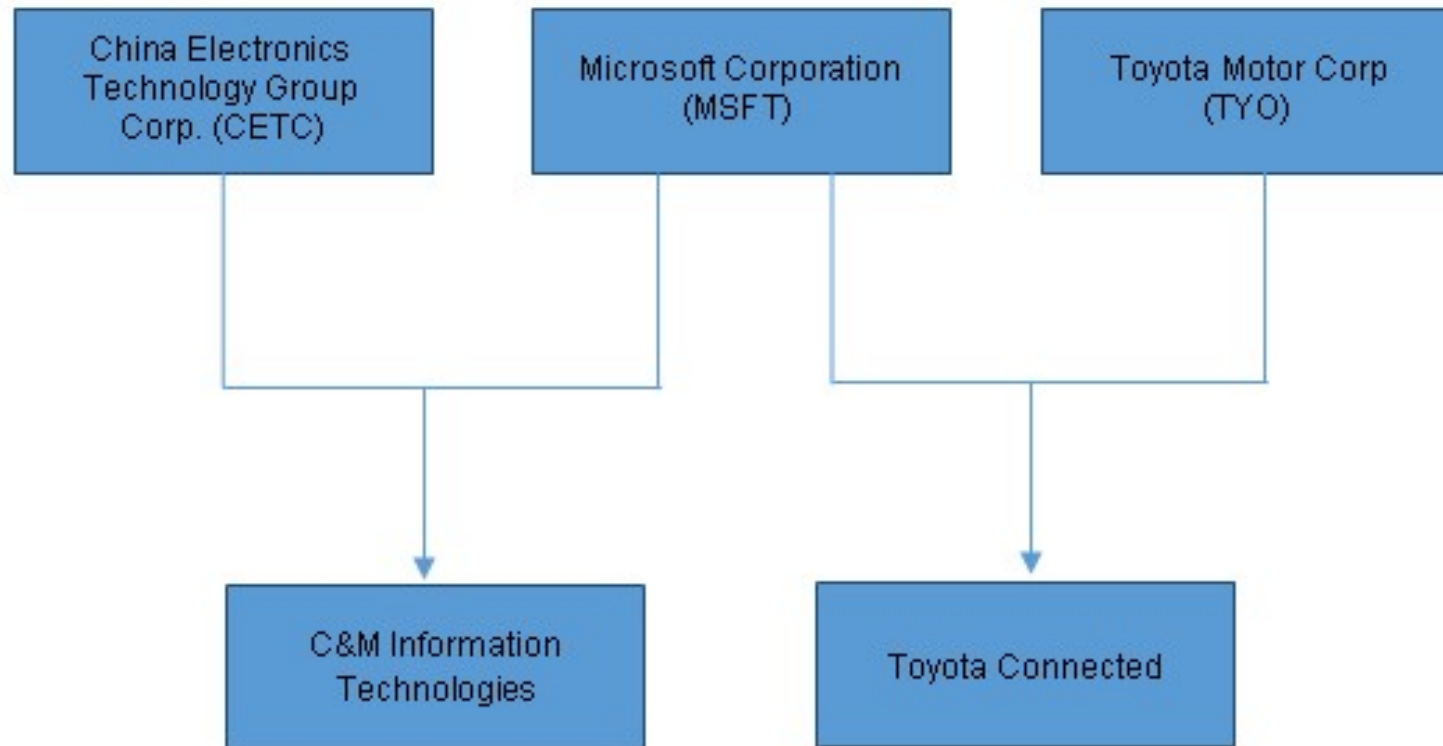 China Electronics
Technology Group
Corp. (CETC)
Microsoft Corporation
(MSFT)
Toyota Motor Corp
(TYO)
C&M Information
Technologies
Toyota Connected